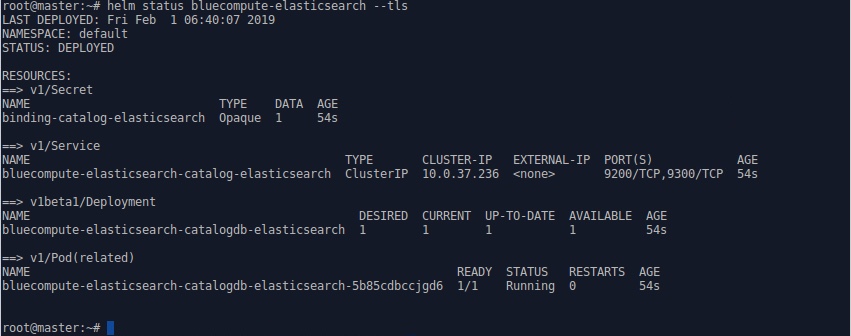 root@master:~# helm status bluecompute-elasticsearch --tls
LAST DEPLOYED: Fri Feb  1 06:40:07 2019
NAMESPACE: default
STATUS: DEPLOYED
RESOURCES:
==> v1/Secret
NAME                           TYPE    DATA  AGE
binding-catalog-elasticsearch  Opaque  1     54s
==> v1/Service
NAME                                             TYPE       CLUSTER-IP   EXTERNAL-IP  PORT(S)            AGE
bluecompute-elasticsearch-catalog-elasticsearch  ClusterIP  10.0.37.236  <none>       9200/TCP,9300/TCP  54s
==> v1beta1/Deployment
NAME                                               DESIRED  CURRENT  UP-TO-DATE  AVAILABLE  AGE
bluecompute-elasticsearch-catalogdb-elasticsearch  1        1        1           1          54s
==> v1/Pod(related)
NAME                                                             READY  STATUS   RESTARTS  AGE
bluecompute-elasticsearch-catalogdb-elasticsearch-5b85cdbccjgd6  1/1    Running  0         54s
root@master:~#